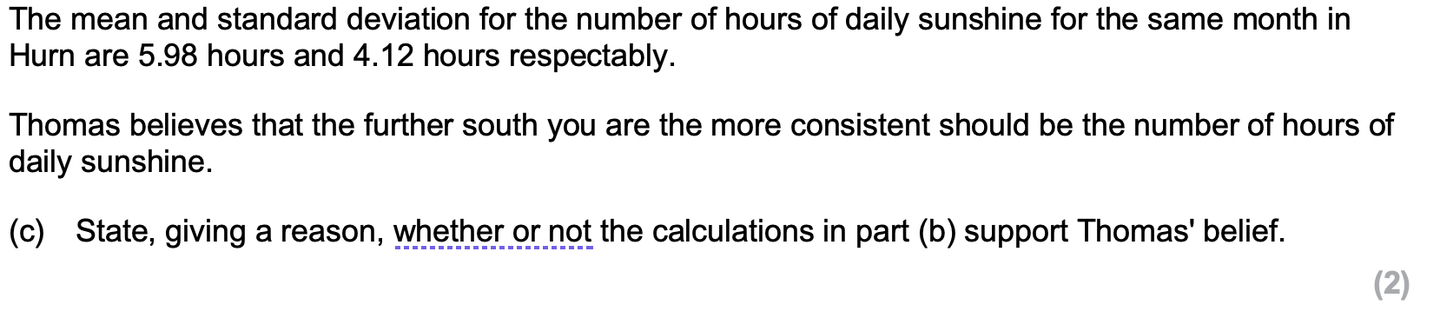 The mean and standard deviation for the number of hours of daily sunshine for the same month in
Hurn are 5.98 hours and 4.12 hours respectably.
Thomas believes that the further south you are the more consistent should be the number of hours of
daily sunshine.
(c) State, giving a reason, whether or not the calculations in part (b) support Thomas' belief.
(2)